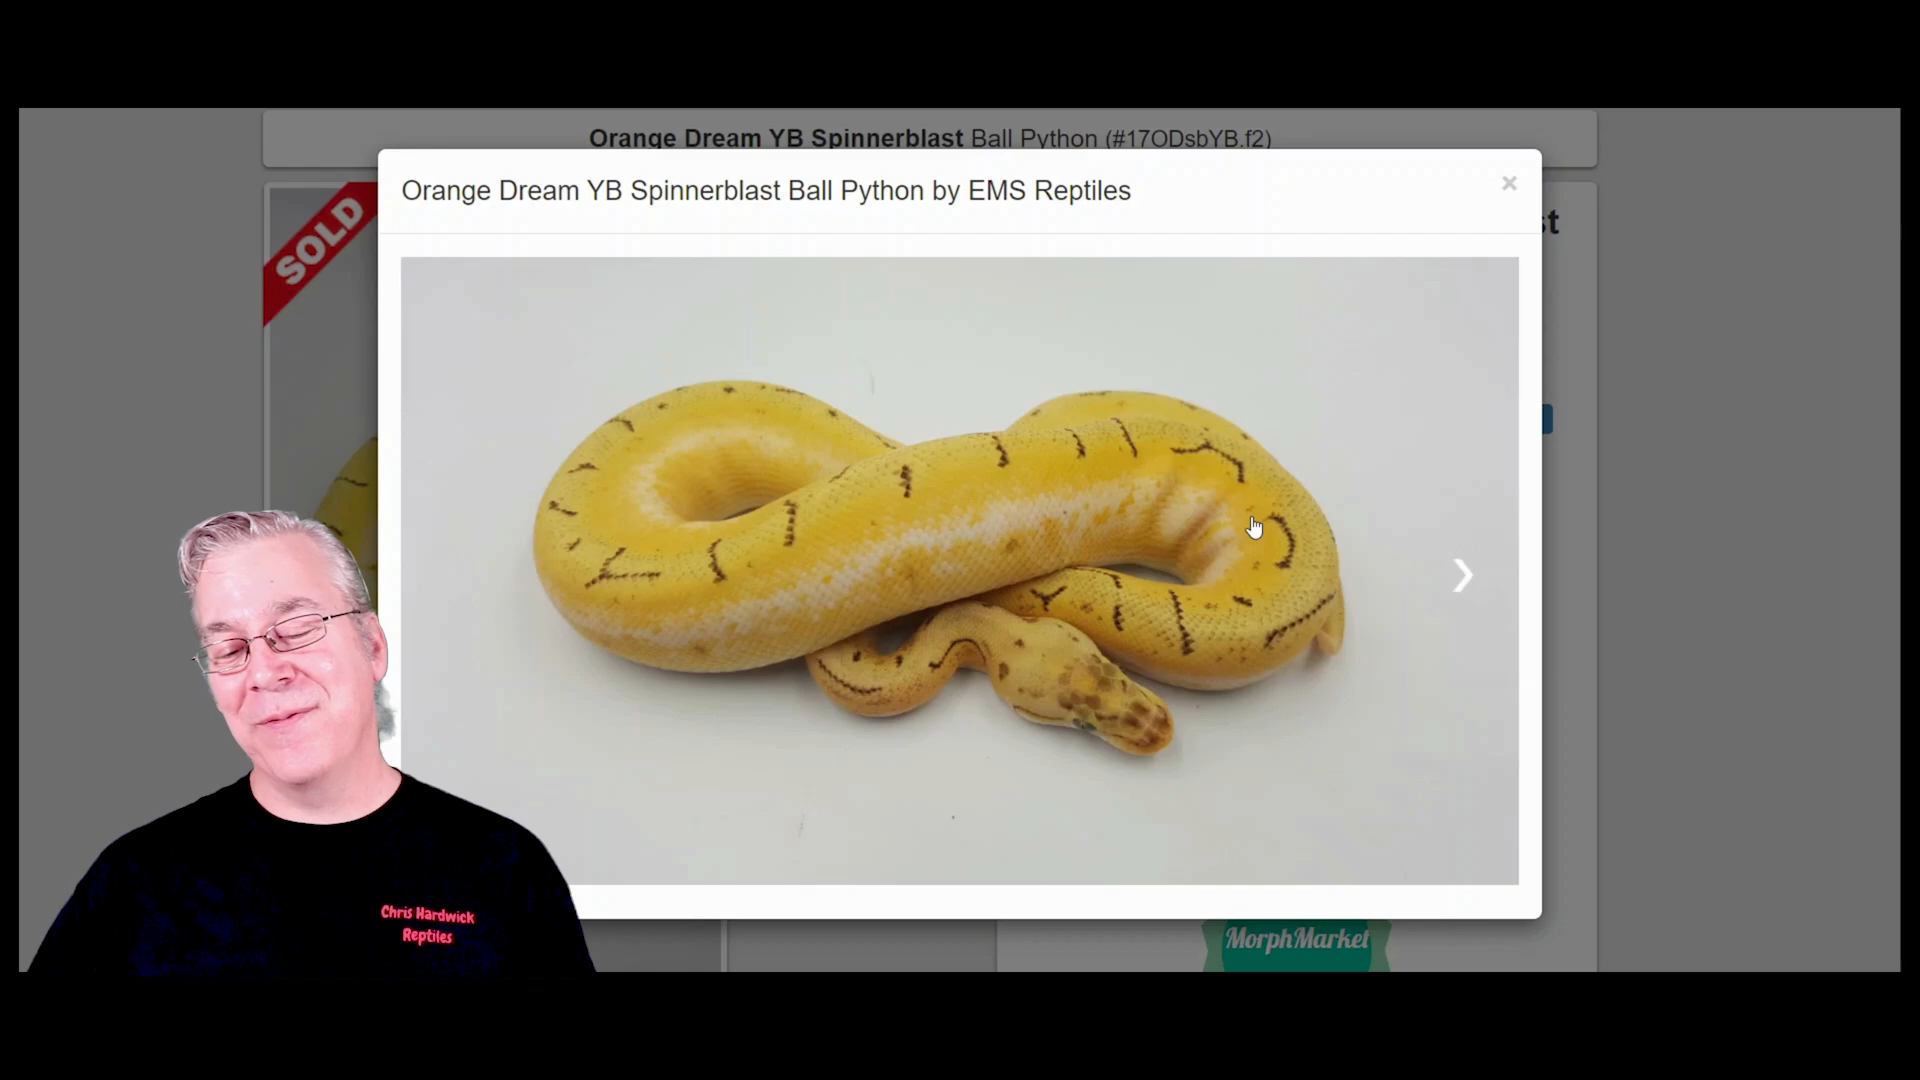 Orange Dream YB Spinnerblast Ball Python (#17ODsbYB.f2)
Orange Dream YB Spinnerblast Ball Python by EMS Reptiles
×
SOLD
st
Chris Hardwick
Reptiles
MorphMarket